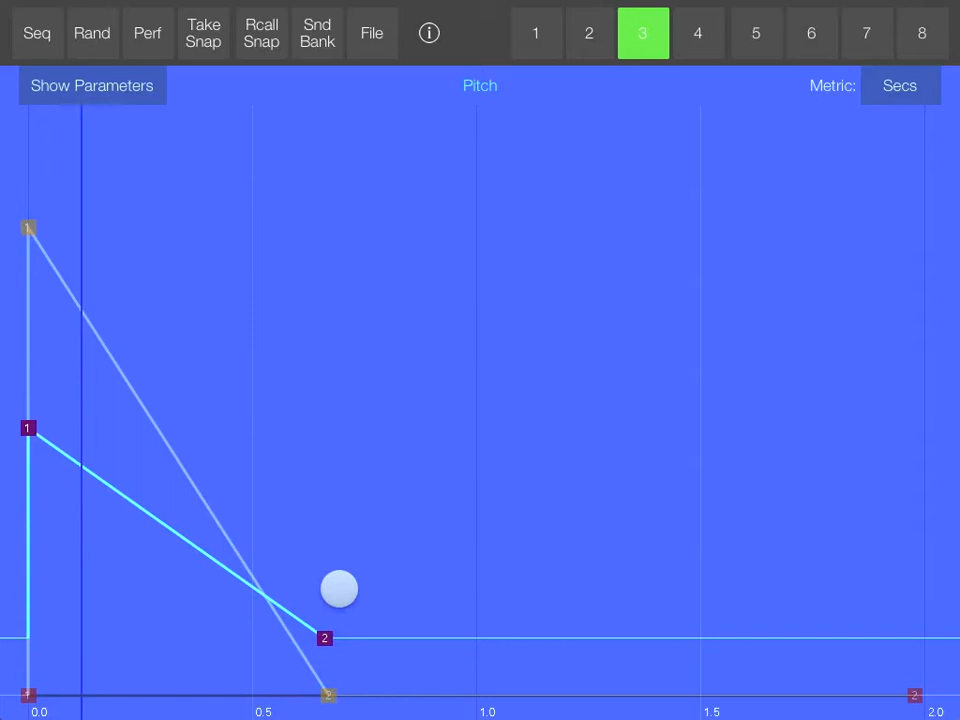 Seq Rand Perf Take Snap Rcall Snap Snd Bank File i 1 2 3 4 5 6 7 8
Show Parameters Pitch Metric: Secs
1
1
2
1 2 2
0.0 0.5 1.0 1.5 2.0